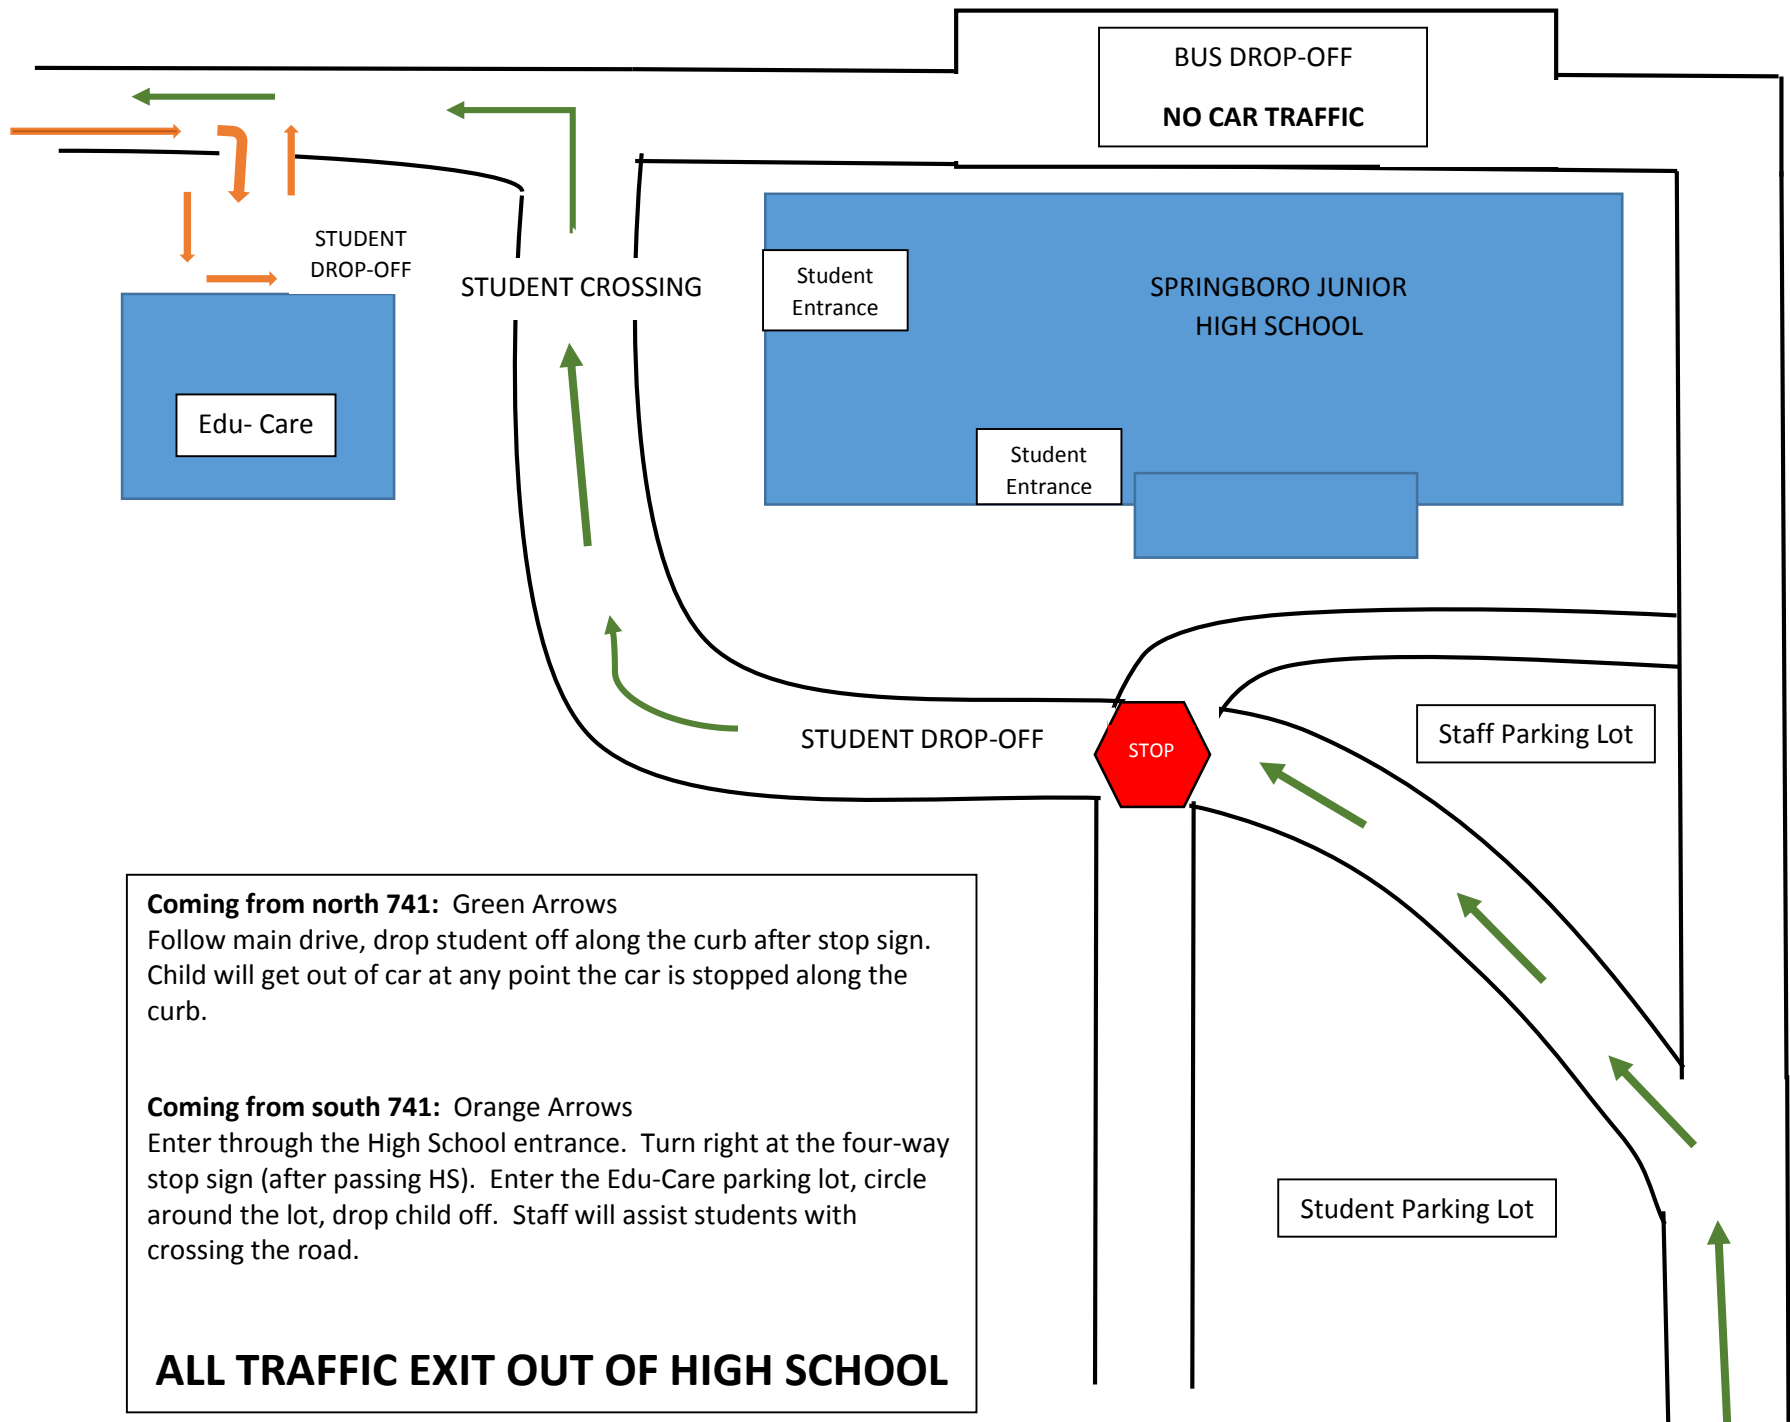 BUS DROP-OFF
NO CAR TRAFFIC
STUDENT
DROP-OFF
STUDENT CROSSING
Student
Entrance
SPRINGBORO JUNIOR
HIGH SCHOOL
Edu- Care
Student
Entrance
STUDENT DROP-OFF
STOP
Staff Parking Lot
Coming from north 741:  Green Arrows
Follow main drive, drop student off along the curb after stop sign.
Child will get out of car at any point the car is stopped along the
curb.
Coming from south 741:  Orange Arrows
Enter through the High School entrance.  Turn right at the four-way
stop sign (after passing HS).  Enter the Edu-Care parking lot, circle
around the lot, drop child off.  Staff will assist students with
crossing the road.
ALL TRAFFIC EXIT OUT OF HIGH SCHOOL
Student Parking Lot